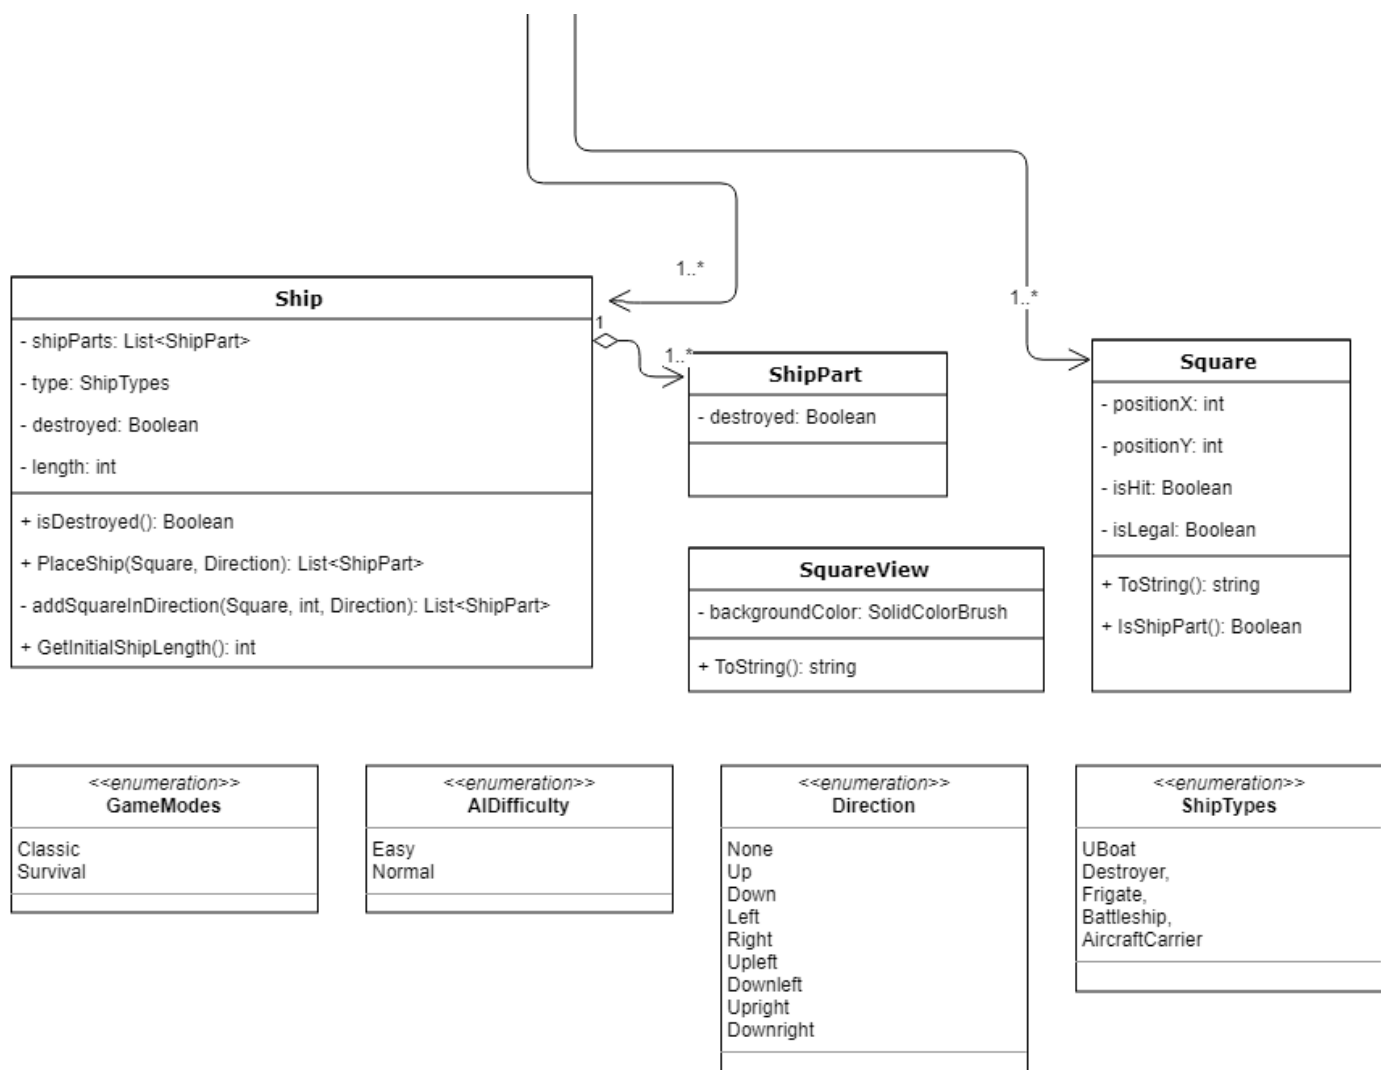 1..*
1..*
Ship
- shipParts: List<ShipPart>
- type: ShipTypes
- destroyed: Boolean
- length: int
+ isDestroyed(): Boolean
+ PlaceShip(Square, Direction): List<ShipPart>
- addSquareInDirection(Square, int, Direction): List<ShipPart>
+ GetInitialShipLength(): int
1
1..*
ShipPart
- destroyed: Boolean
SquareView
- backgroundColor: SolidColorBrush
+ ToString(): string
Square
- positionX: int
- positionY: int
- isHit: Boolean
- isLegal: Boolean
+ ToString(): string
+ IsShipPart(): Boolean
<<enumeration>>
GameModes
Classic
Survival
<<enumeration>>
AIDifficulty
Easy
Normal
<<enumeration>>
Direction
None
Up
Down
Left
Right
Upleft
Downleft
Upright
Downright
<<enumeration>>
ShipTypes
UBoat
Destroyer,
Frigate,
Battleship,
AircraftCarrier